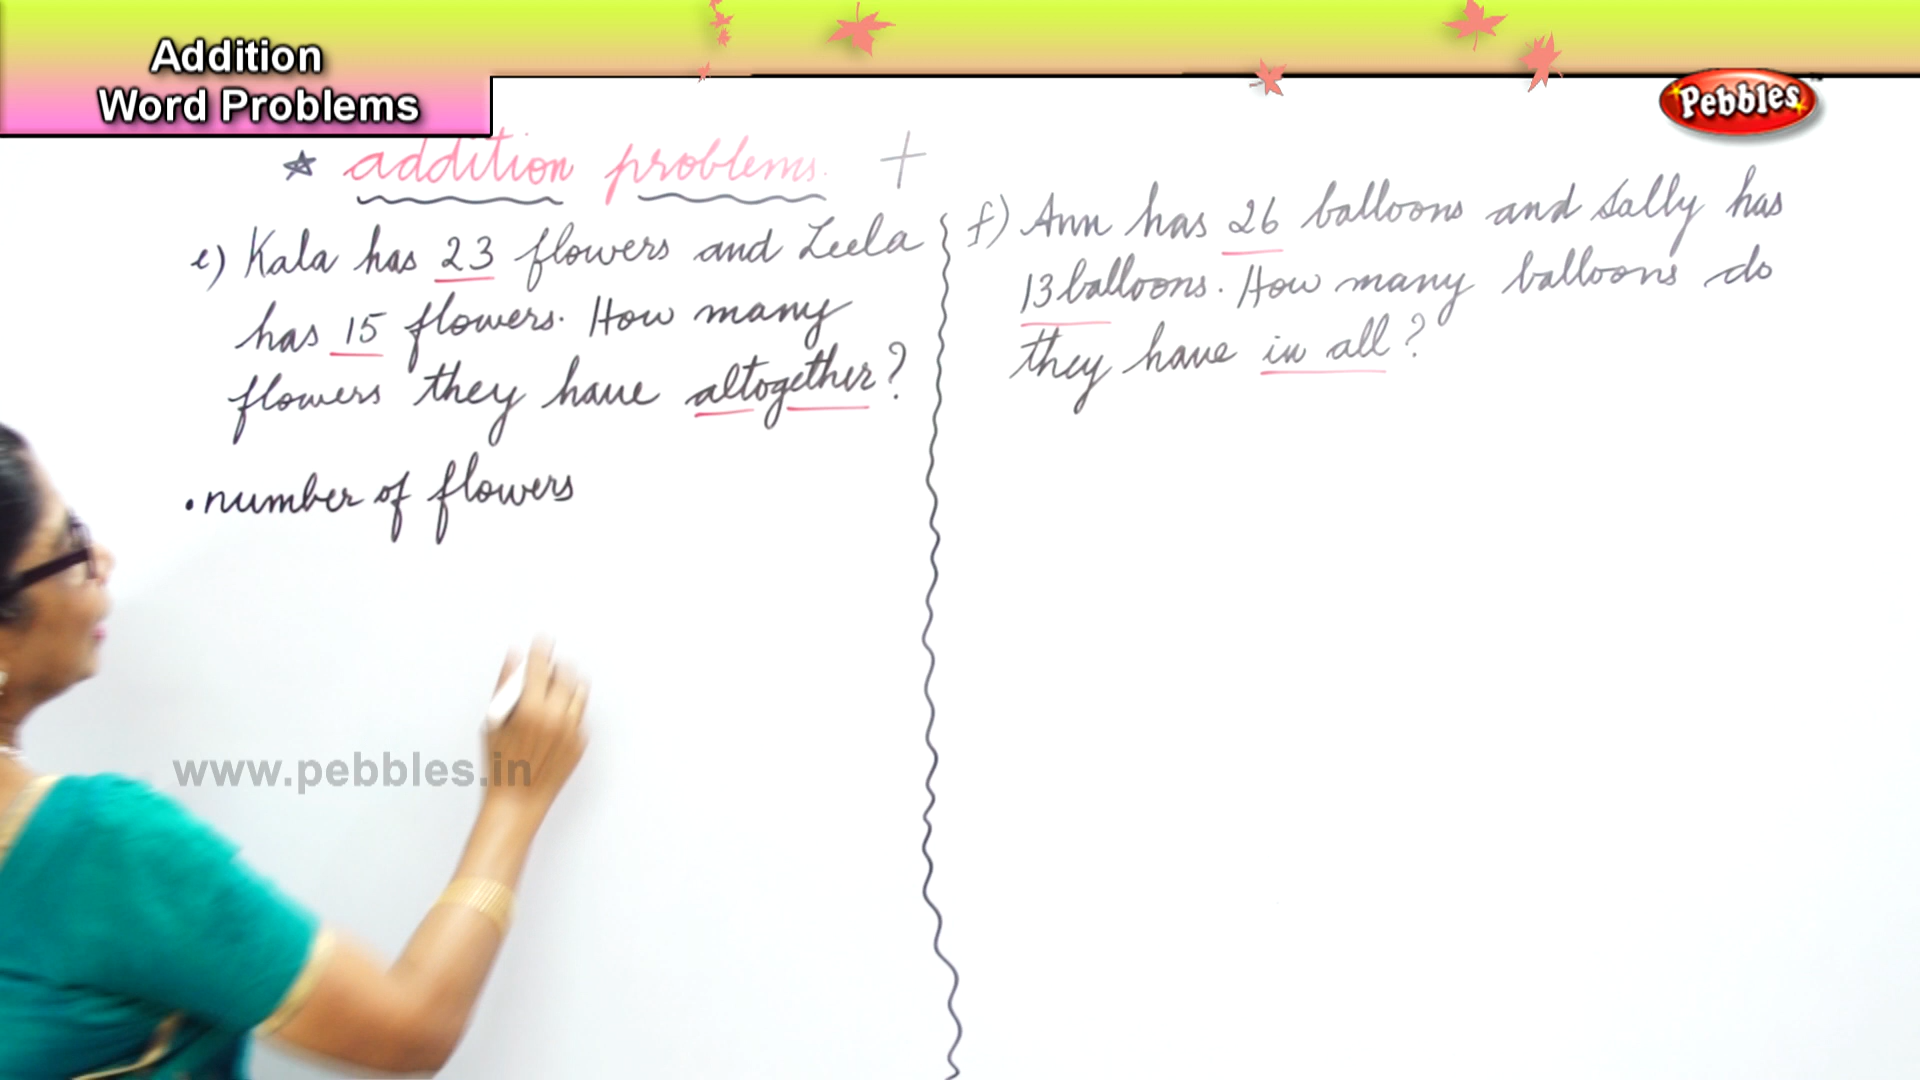 Addition
Word Problems
Pebbles
★ addition problems. +
e) Kala has 23 flowers and Leela
has 15 flowers. How many
flowers they have altogether?
• number of flowers
f) Ann has 26 balloons and Sally has
13 balloons. How many balloons do
they have in all?
www.pebbles.in